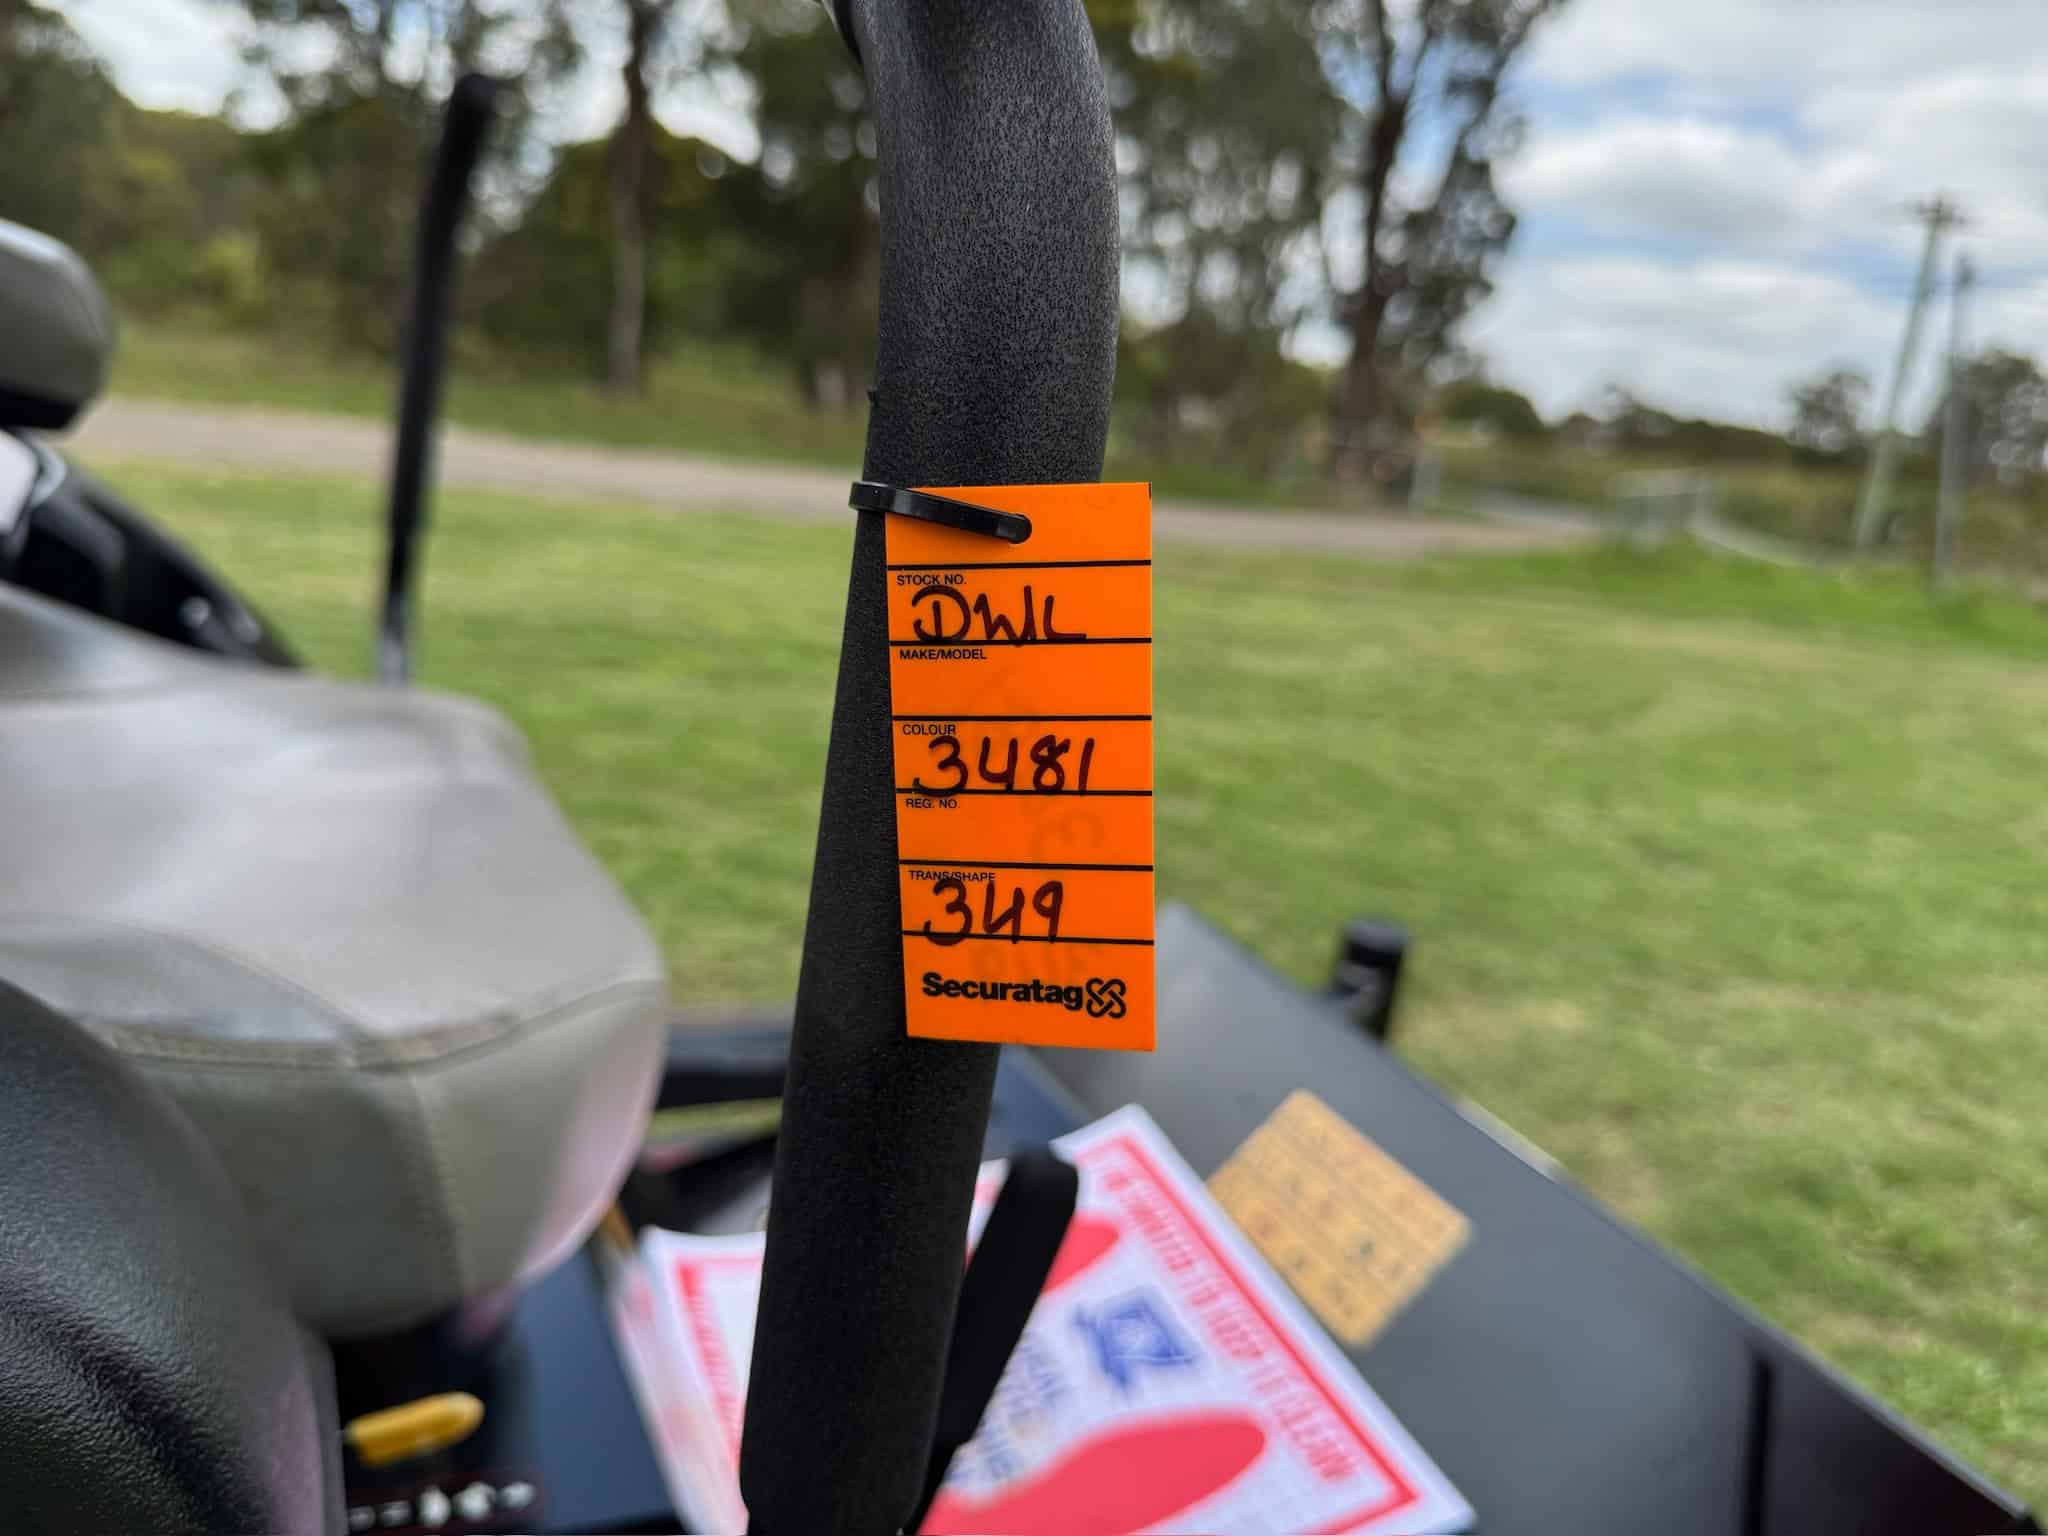 STOCK NO.
DWL
MAKE/MODEL
COLOUR
3481
REG. NO.
TRANS/SHAPE
349
Securatag